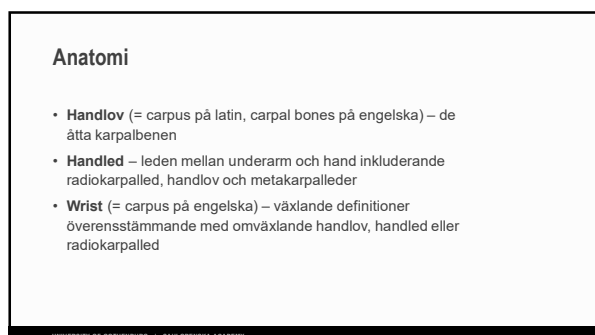 Anatomi
• Handlov (= carpus på latin, carpal bones på engelska) – de
åtta karpalbenen
• Handled – leden mellan underarm och hand inkluderande
radiokarpalled, handlov och metakarpalleder
• Wrist (= carpus på engelska) – växlande definitioner
överensstämmande med omväxlande handlov, handled eller
radiokarpalled